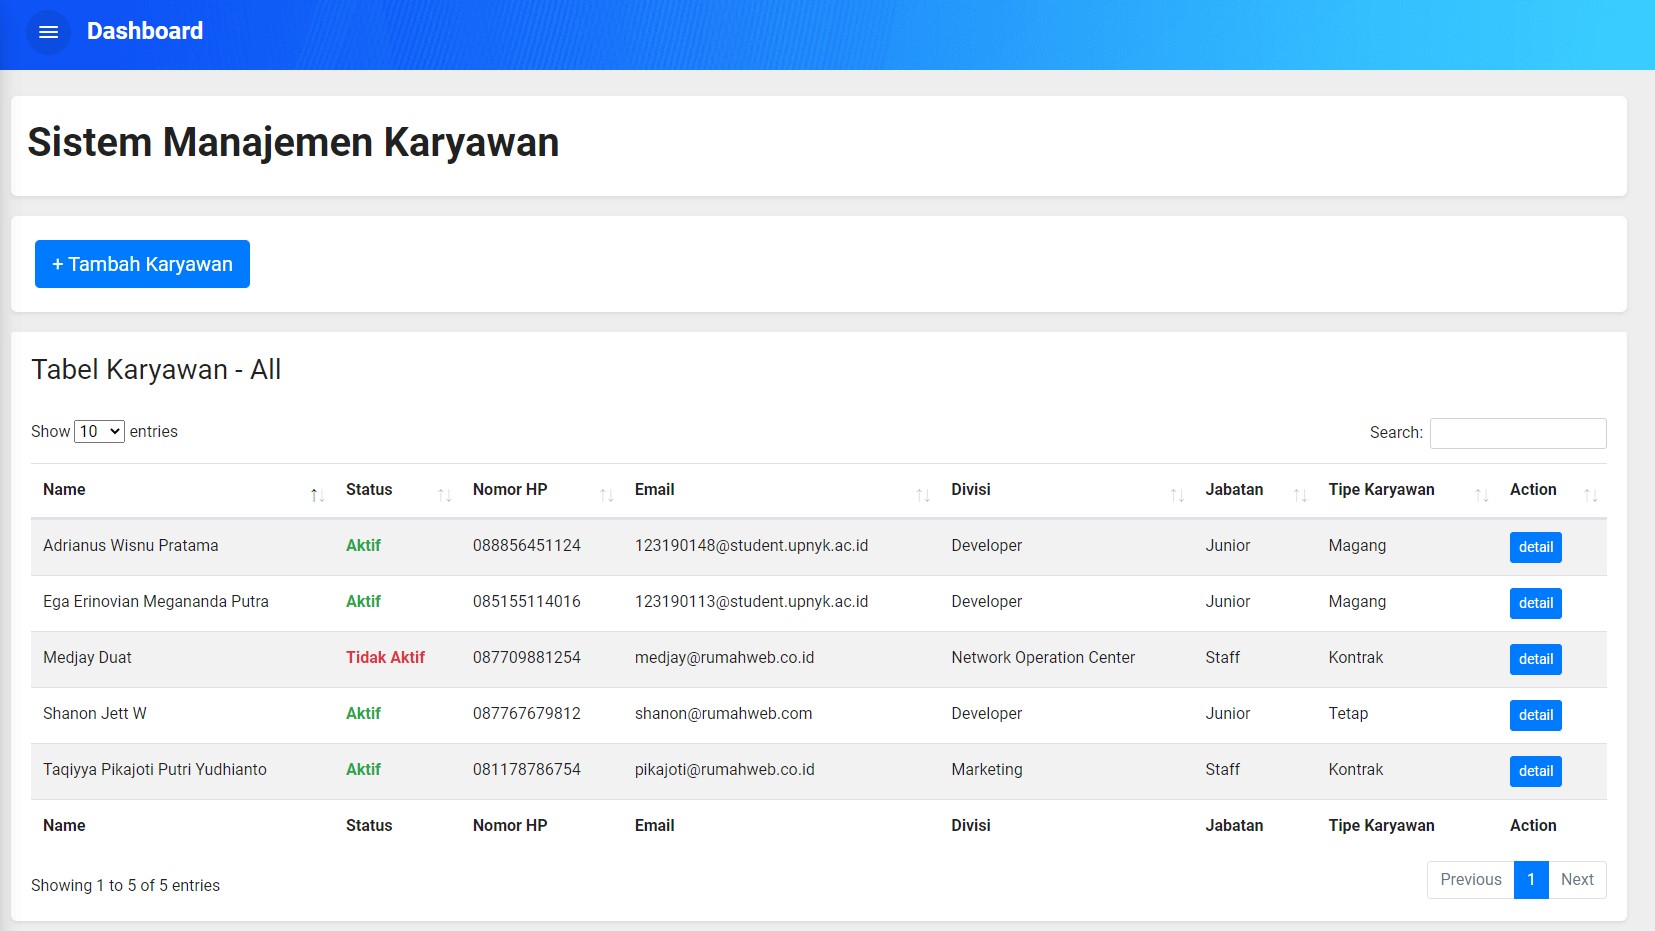 Dashboard
Sistem Manajemen Karyawan
+ Tambah Karyawan
Tabel Karyawan - All
Show 10 entries Search:
Name Status Nomor HP Email Divisi Jabatan Tipe Karyawan Action
Adrianus Wisnu Pratama Aktif 088856451124 123190148@student.upnyk.ac.id Developer Junior Magang detail
Ega Erinovian Megananda Putra Aktif 085155114016 123190113@student.upnyk.ac.id Developer Junior Magang detail
Medjay Duat Tidak Aktif 087709881254 medjay@rumahweb.co.id Network Operation Center Staff Kontrak detail
Shanon Jett W Aktif 087767679812 shanon@rumahweb.com Developer Junior Tetap detail
Taqiyya Pikajoti Putri Yudhianto Aktif 081178786754 pikajoti@rumahweb.co.id Marketing Staff Kontrak detail
Name Status Nomor HP Email Divisi Jabatan Tipe Karyawan Action
Showing 1 to 5 of 5 entries Previous 1 Next